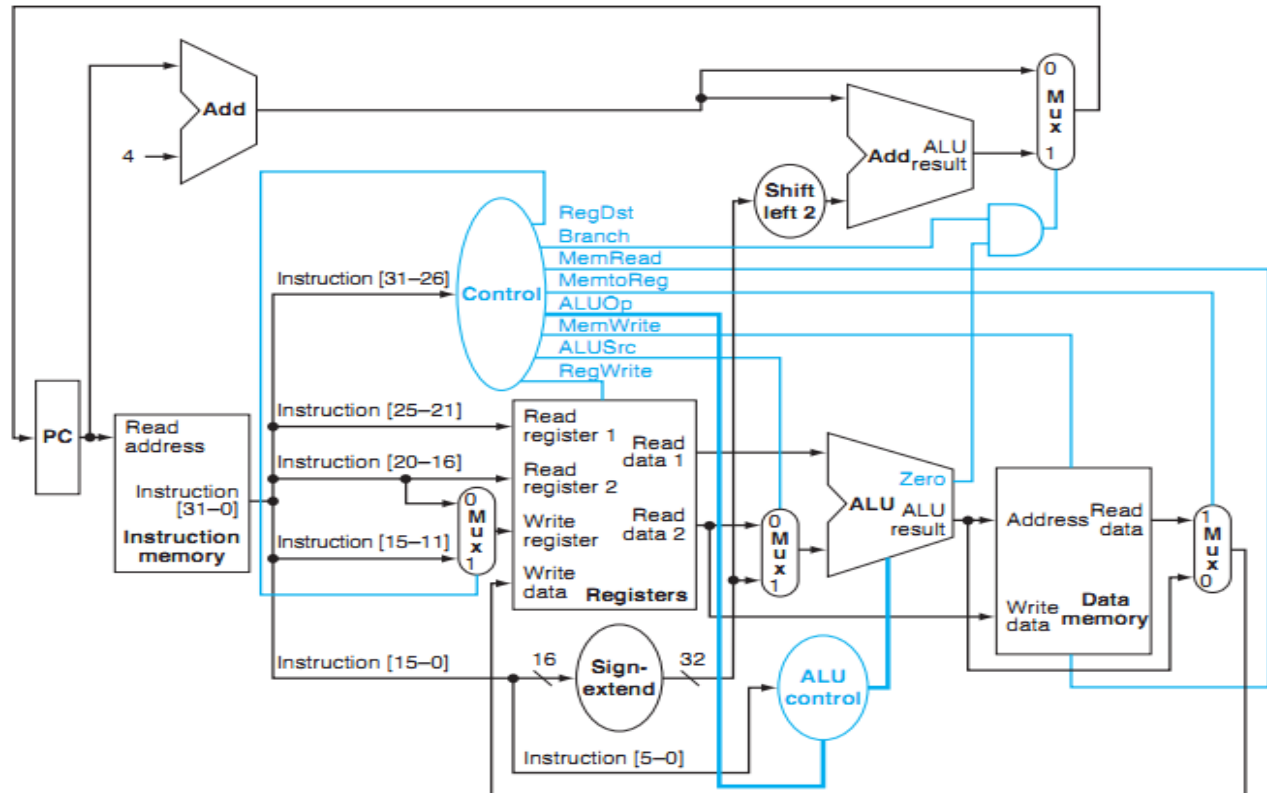 Add
4
0
Mux
1
Add
ALU
result
Shift
left 2
RegDst
Branch
MemRead
MemtoReg
ALUOp
MemWrite
ALUSrc
RegWrite
Control
Instruction [31–26]
Instruction [25–21]
Instruction [20–16]
Instruction [15–11]
Instruction [15–0]
Instruction [5–0]
PC
Read
address
Instruction
[31–0]
Instruction
memory
0
Mux
1
Read
register 1
Read
register 2
Write
register
Write
data
Read
data 1
Read
data 2
Registers
16
Sign-
extend
32
0
Mux
1
Zero
ALU
ALU
result
ALU
control
Address
Read
data
Write
data
Data
memory
1
Mux
0